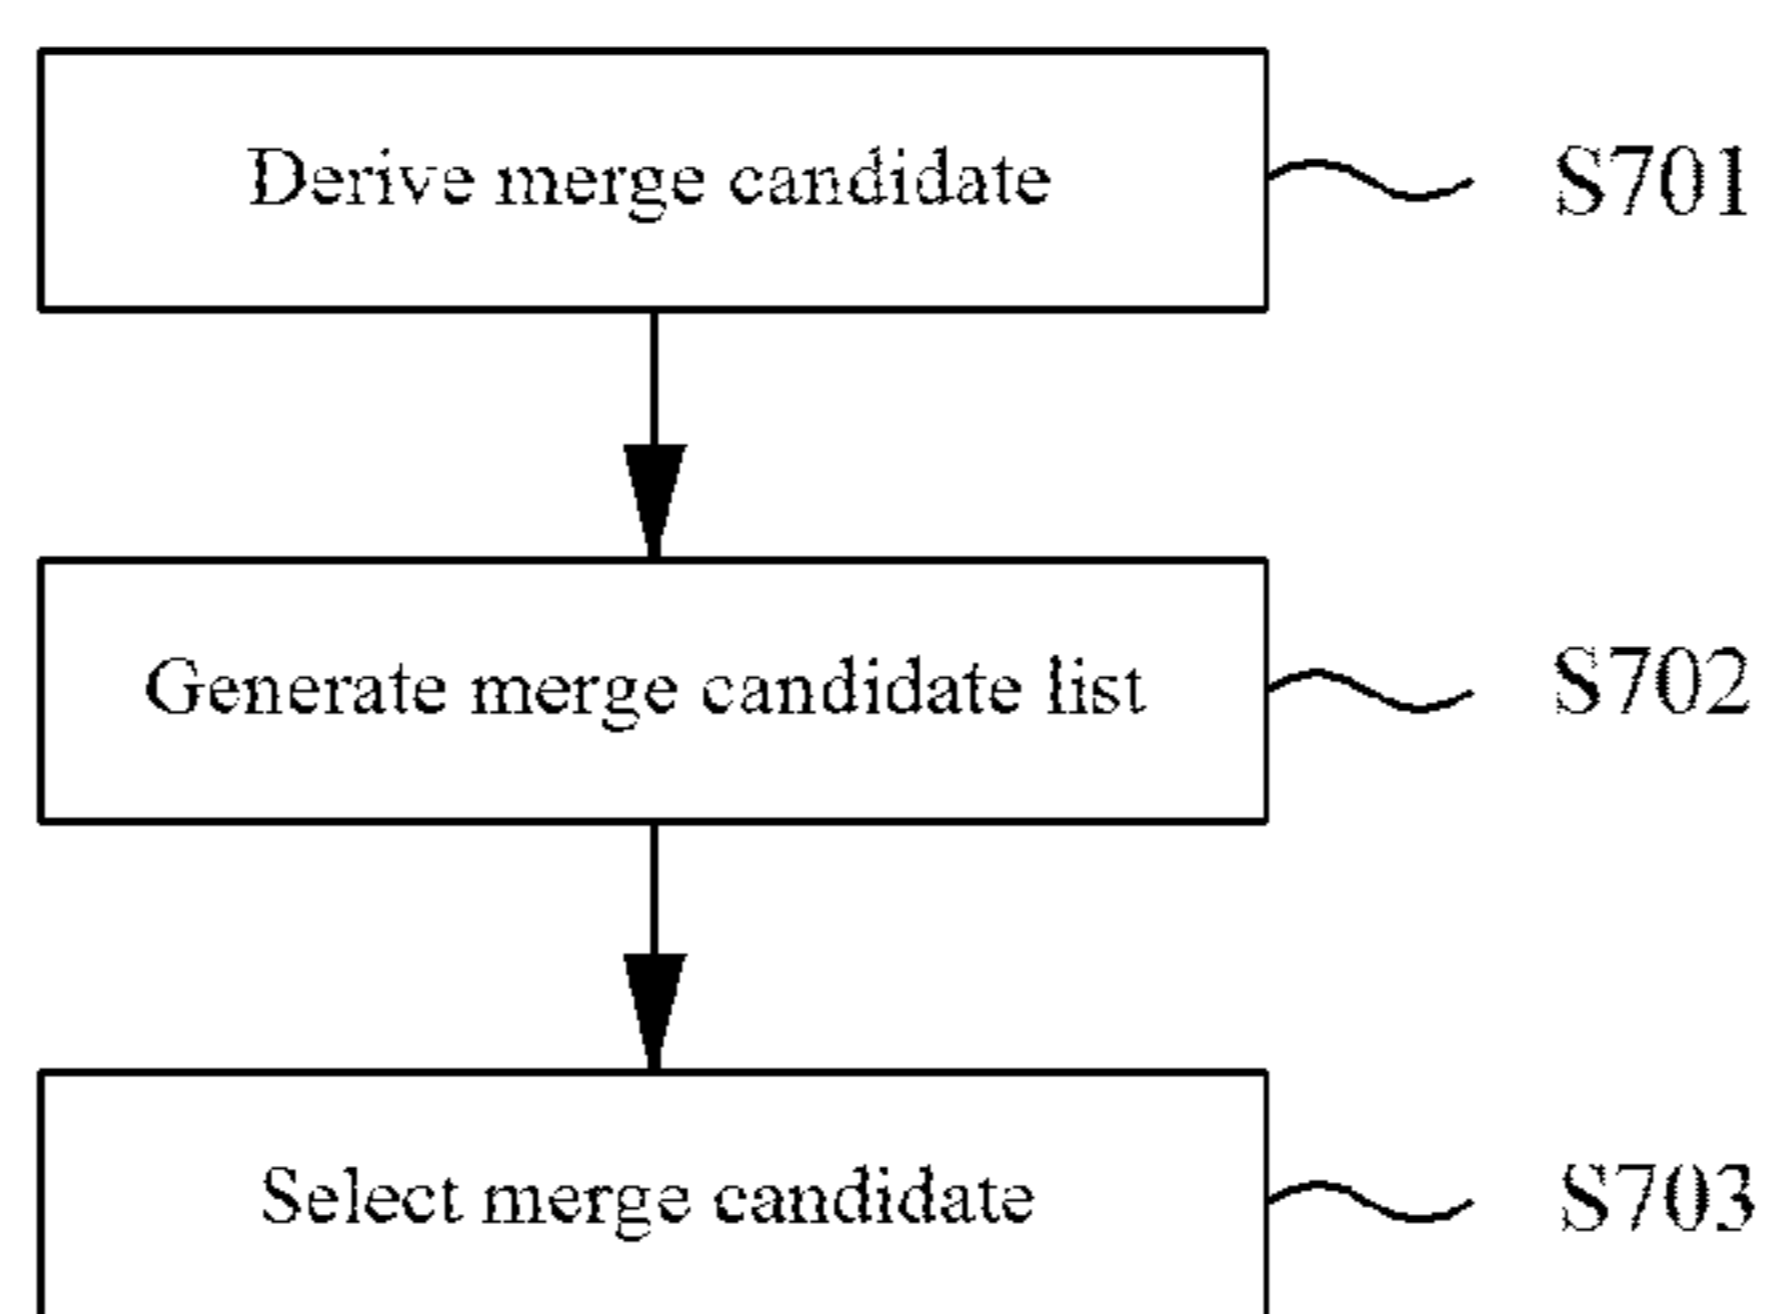 Derive merge candidate S701
Generate merge candidate list S702
Select merge candidate S703